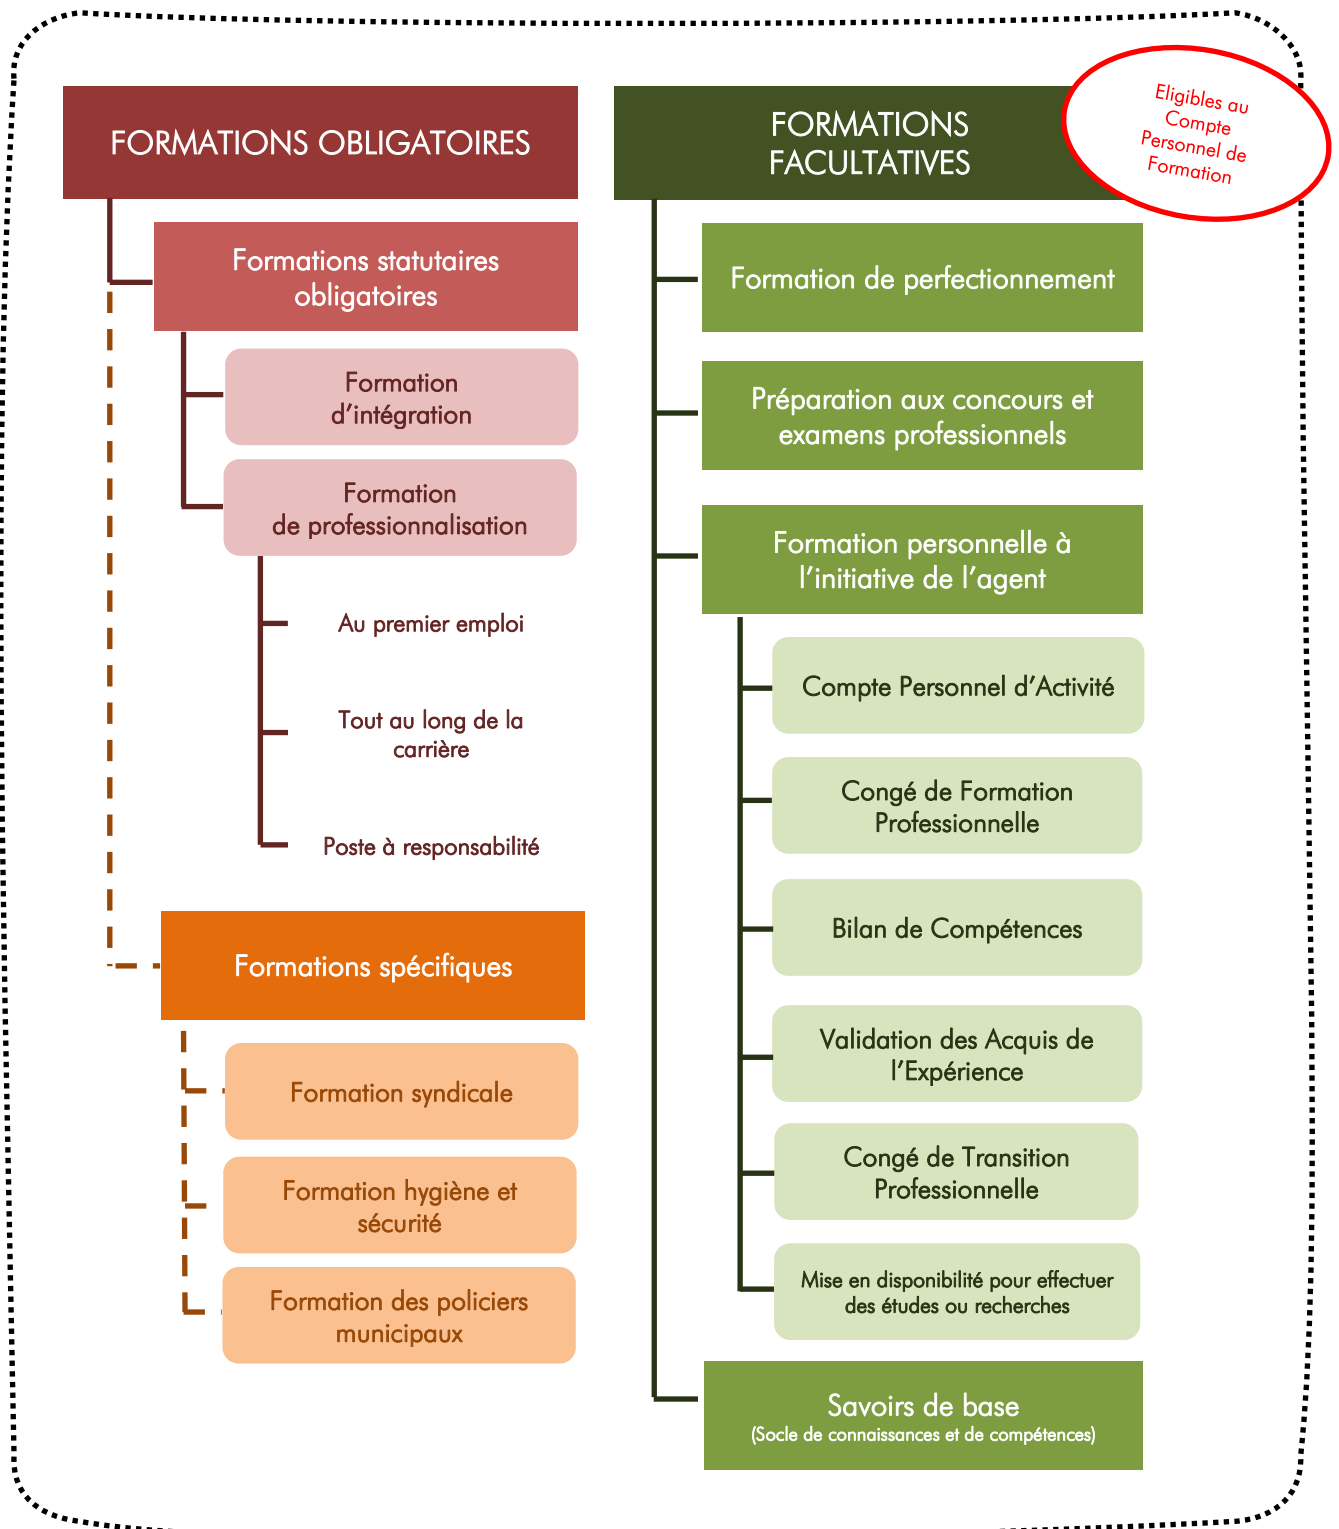 FORMATIONS OBLIGATOIRES
Formations statutaires
obligatoires
Formation
d’intégration
Formation
de professionnalisation
Au premier emploi
Tout au long de la
carrière
Poste à responsabilité
Formations spécifiques
Formation syndicale
Formation hygiène et
sécurité
Formation des policiers
municipaux
FORMATIONS
FACULTATIVES
Eligibles au
Compte
Personnel de
Formation
Formation de perfectionnement
Préparation aux concours et
examens professionnels
Formation personnelle à
l’initiative de l’agent
Compte Personnel d’Activité
Congé de Formation
Professionnelle
Bilan de Compétences
Validation des Acquis de
l’Expérience
Congé de Transition
Professionnelle
Mise en disponibilité pour effectuer
des études ou recherches
Savoirs de base
(Socle de connaissances et de compétences)